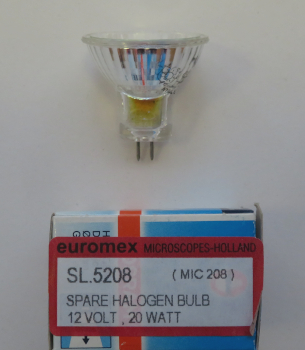 euromex MICROSCOPES-HOLLAND
SL.5208 ( MIC 208 )
SPARE HALOGEN BULB
12 VOLT , 20 WATT